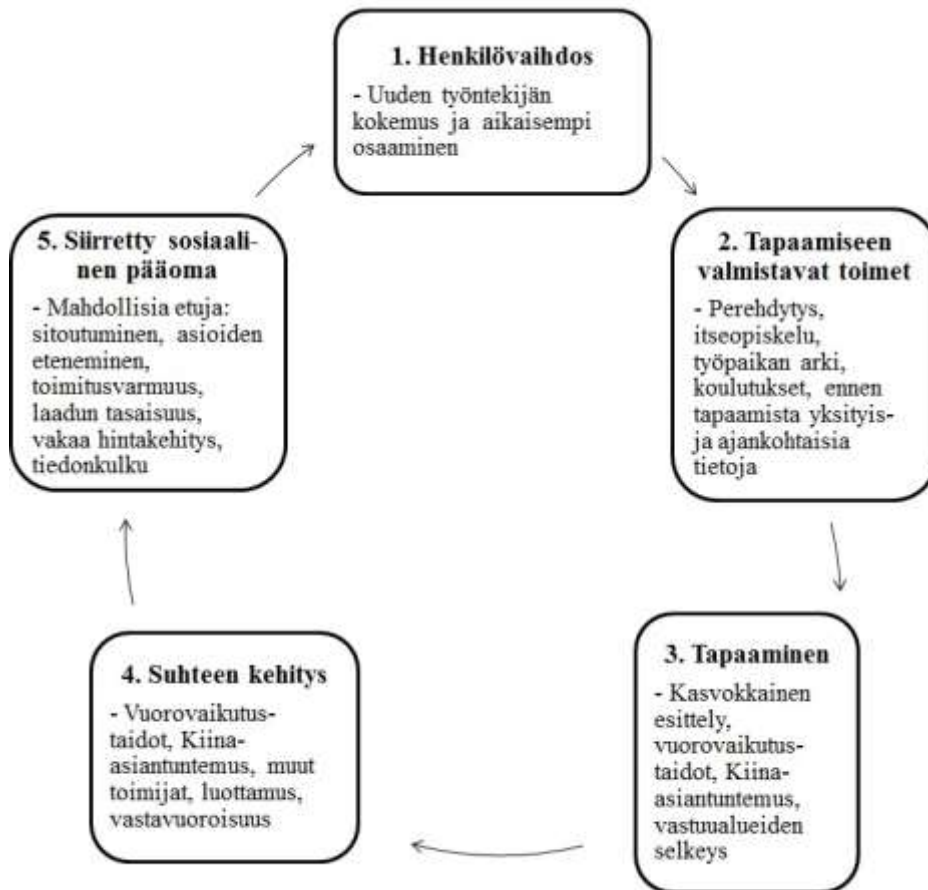 1. Henkilövaihdos
- Uuden työntekijän
kokemus ja aikaisempi
osaaminen
2. Tapaamiseen
valmistavat toimet
- Perehdytys,
itseopiskelu,
työpaikan arki,
koulutukset, ennen
tapaamista yksityis-
ja ajankohtaisia
tietoja
3. Tapaaminen
- Kasvokkainen
esittely,
vuorovaikutus-
taidot, Kiina-
asiantuntemus,
vastuualueiden
selkeys
4. Suhteen kehitys
- Vuorovaikutus-
taidot, Kiina-
asiantuntemus, muut
toimijat, luottamus,
vastavuoroisuus
5. Siirretty sosiaali-
nen pääoma
- Mahdollisia etuja:
sitoutuminen, asioiden
eteneminen,
toimitusvarmuus,
laadun tasaisuus,
vakaa hintakehitys,
tiedonkulku